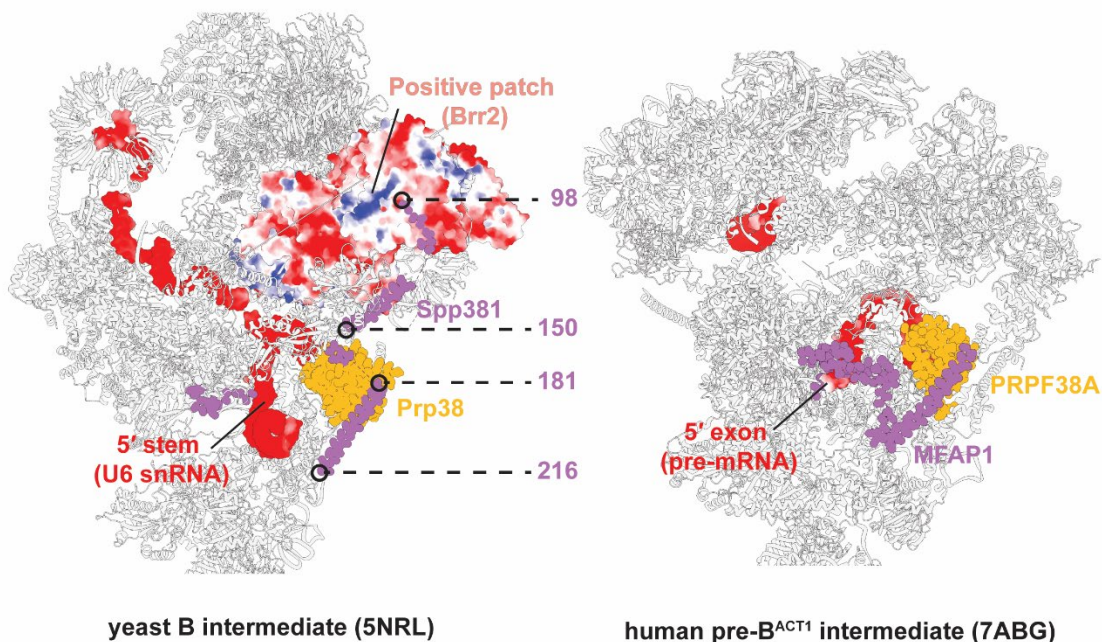 Positive patch
(Brr2)
98
Spp381
150
181
Prp38
5′ stem
(U6 snRNA)
216
PRPF38A
5′ exon
(pre-mRNA)
MFAP1
yeast B intermediate (5NRL)
human pre-Bᴬᶜᵀ¹ intermediate (7ABG)